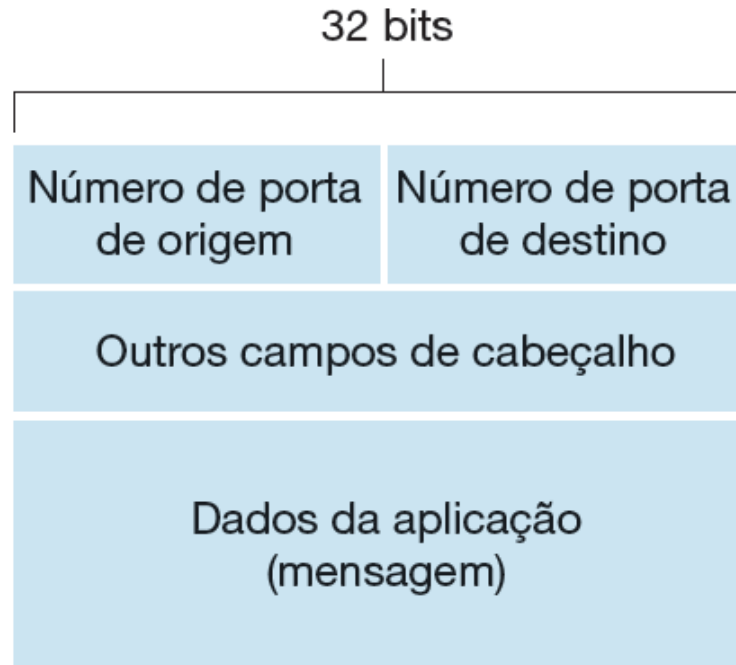 32 bits
Número de porta
de origem
Número de porta
de destino
Outros campos de cabeçalho
Dados da aplicação
(mensagem)